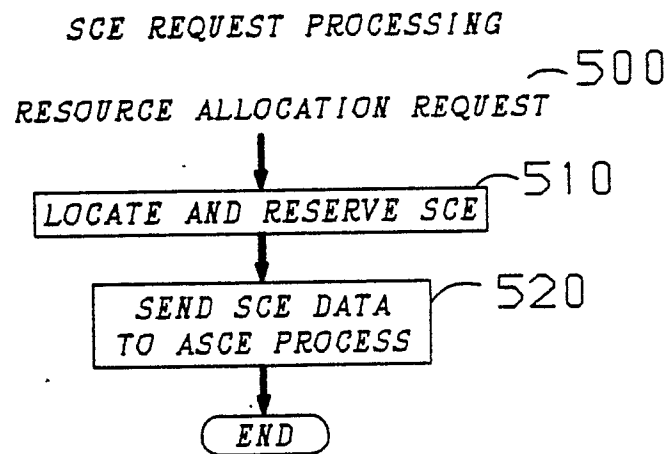 SCE REQUEST PROCESSING
500
RESOURCE ALLOCATION REQUEST
510
LOCATE AND RESERVE SCE
520
SEND SCE DATA
TO ASCE PROCESS
END